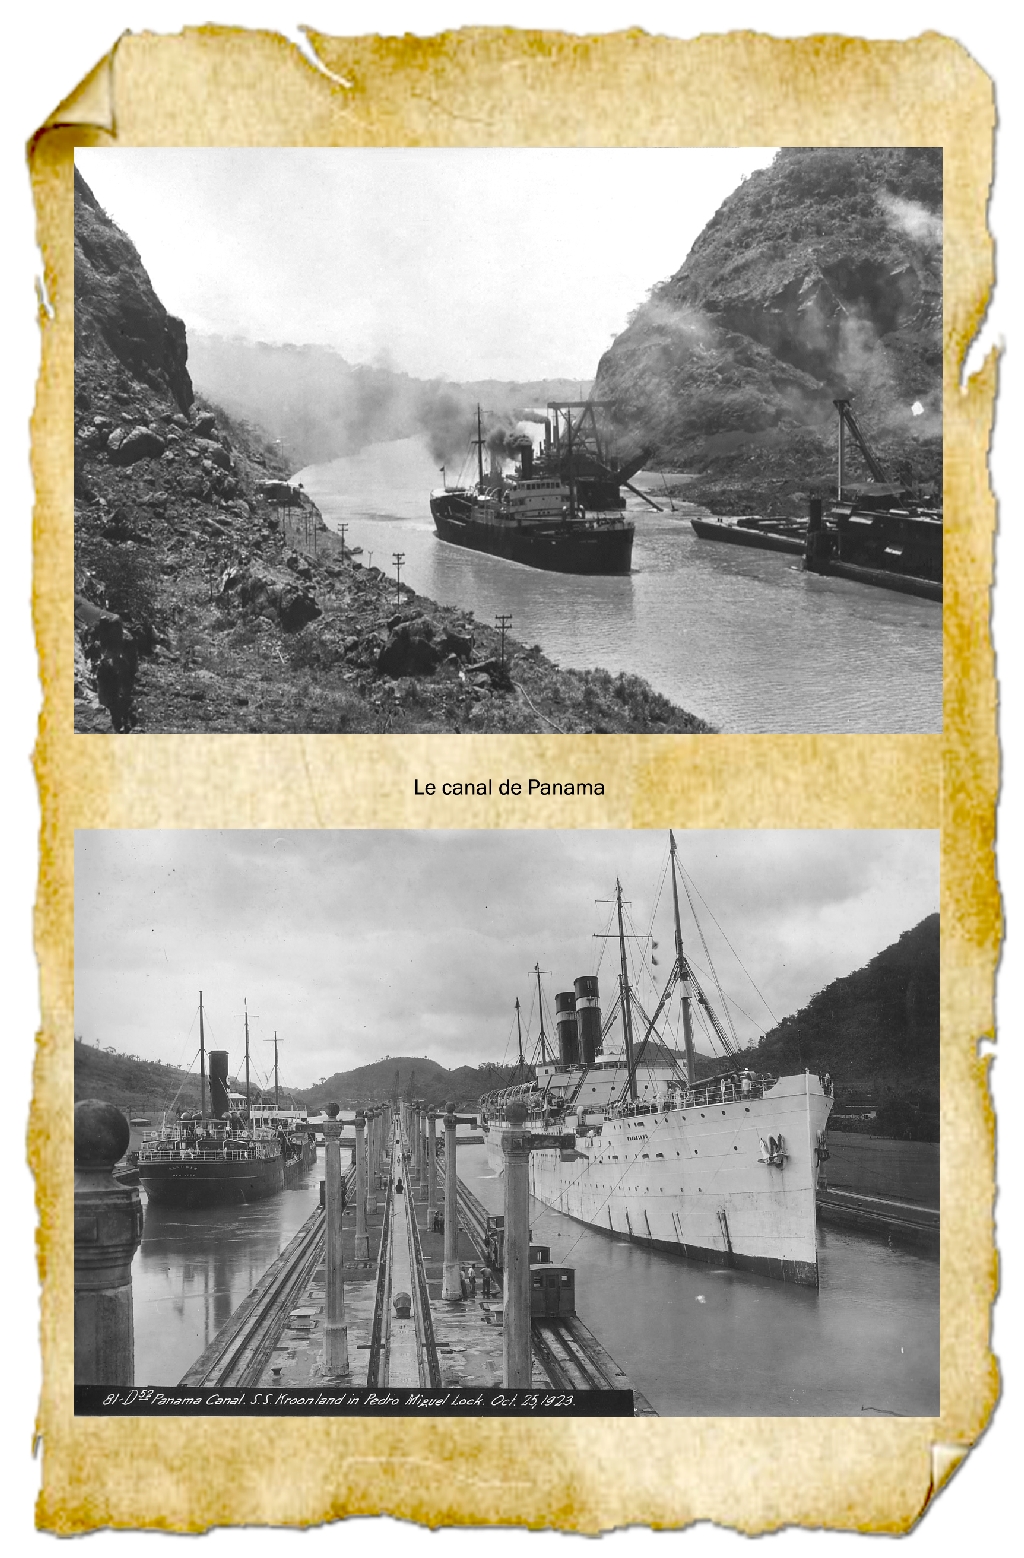 Le canal de Panama
81-D52 Panama Canal. S.S. Kroonland in Pedro Miguel Lock. Oct. 25, 1923.